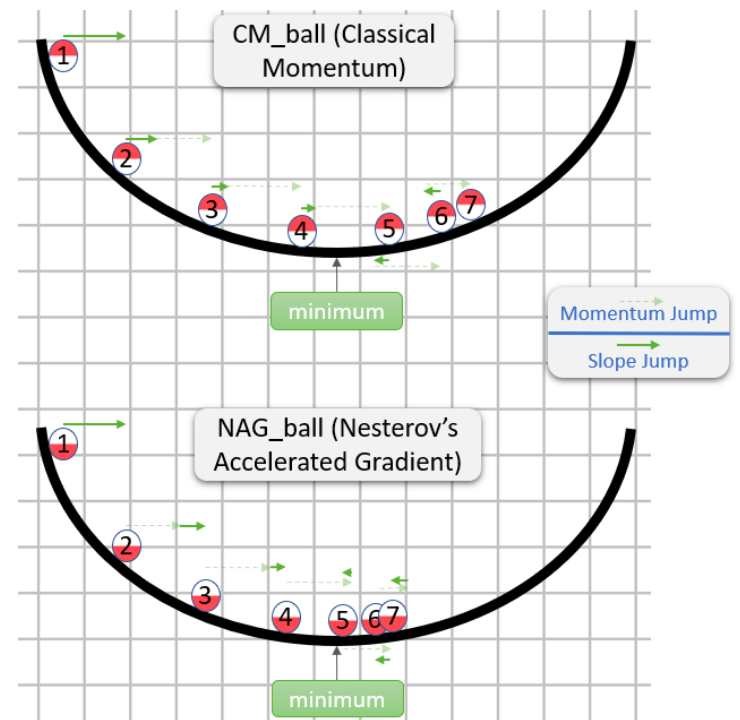 CM_ball (Classical
Momentum)
1
2
3
4
5
6
7
minimum
Momentum Jump
Slope Jump
NAG_ball (Nesterov's
Accelerated Gradient)
1
2
3
4
5
6
7
minimum